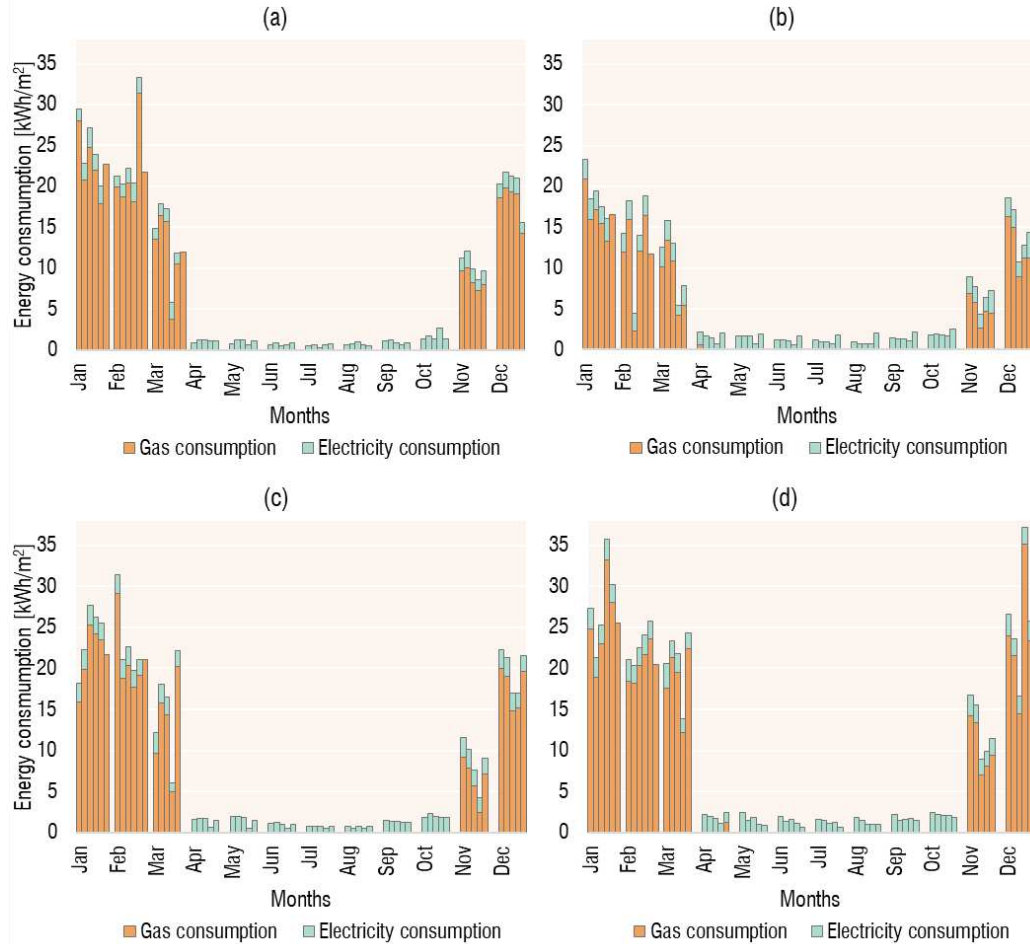 (a)
Energy consmumption [kWh/m²]
35
30
25
20
15
10
5
0
Jan Feb Mar Apr May Jun Jul Aug Sep Oct Nov Dec
Months
Gas consumption Electricity consumption
(b)
35
30
25
20
15
10
5
0
Jan Feb Mar Apr May Jun Jul Aug Sep Oct Nov Dec
Months
Gas consumption Electricity consumption
(c)
Energy consmumption [kWh/m²]
35
30
25
20
15
10
5
0
Jan Feb Mar Apr May Jun Jul Aug Sep Oct Nov Dec
Months
Gas consumption Electricity consumption
(d)
35
30
25
20
15
10
5
0
Jan Feb Mar Apr May Jun Jul Aug Sep Oct Nov Dec
Months
Gas consumption Electricity consumption